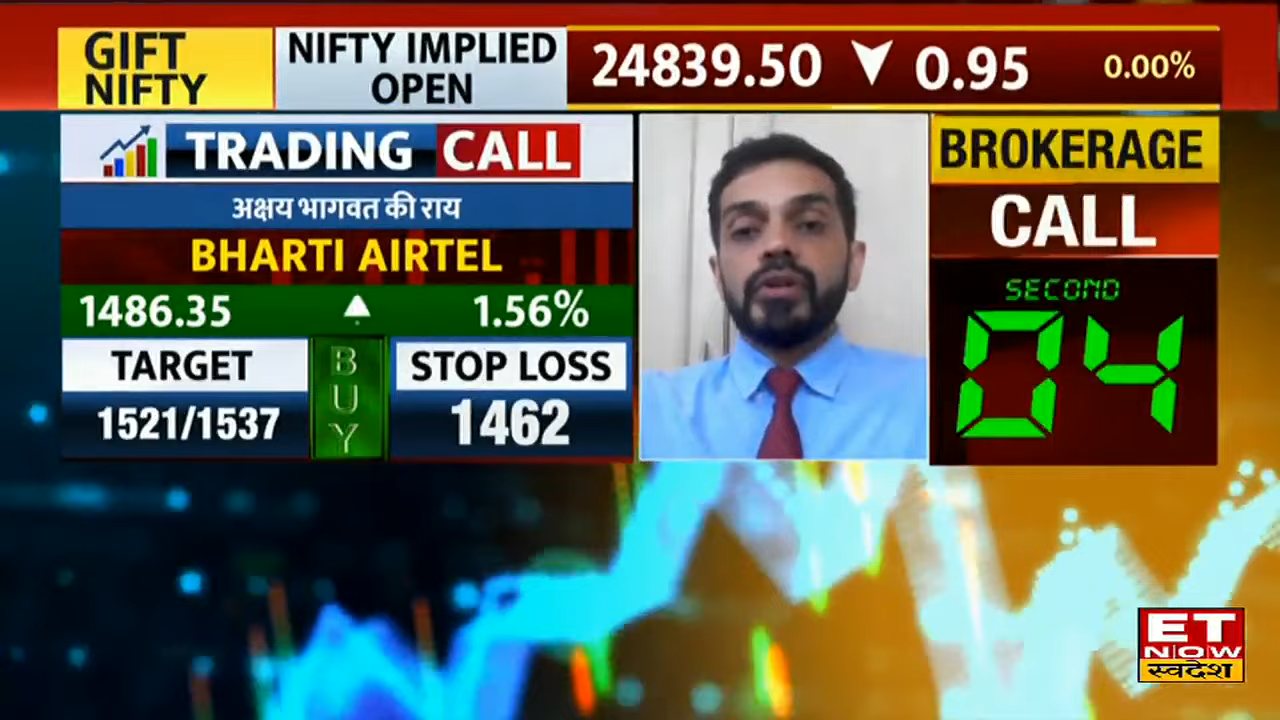 GIFT
NIFTY
NIFTY IMPLIED
OPEN
24839.50 ▼ 0.95 0.00%
TRADING CALL
अक्षय भागवत की राय
BHARTI AIRTEL
1486.35 ▲ 1.56%
TARGET
1521/1537
BUY
STOP LOSS
1462
BROKERAGE
CALL
SECOND
04
ET
NOW
स्वदेश